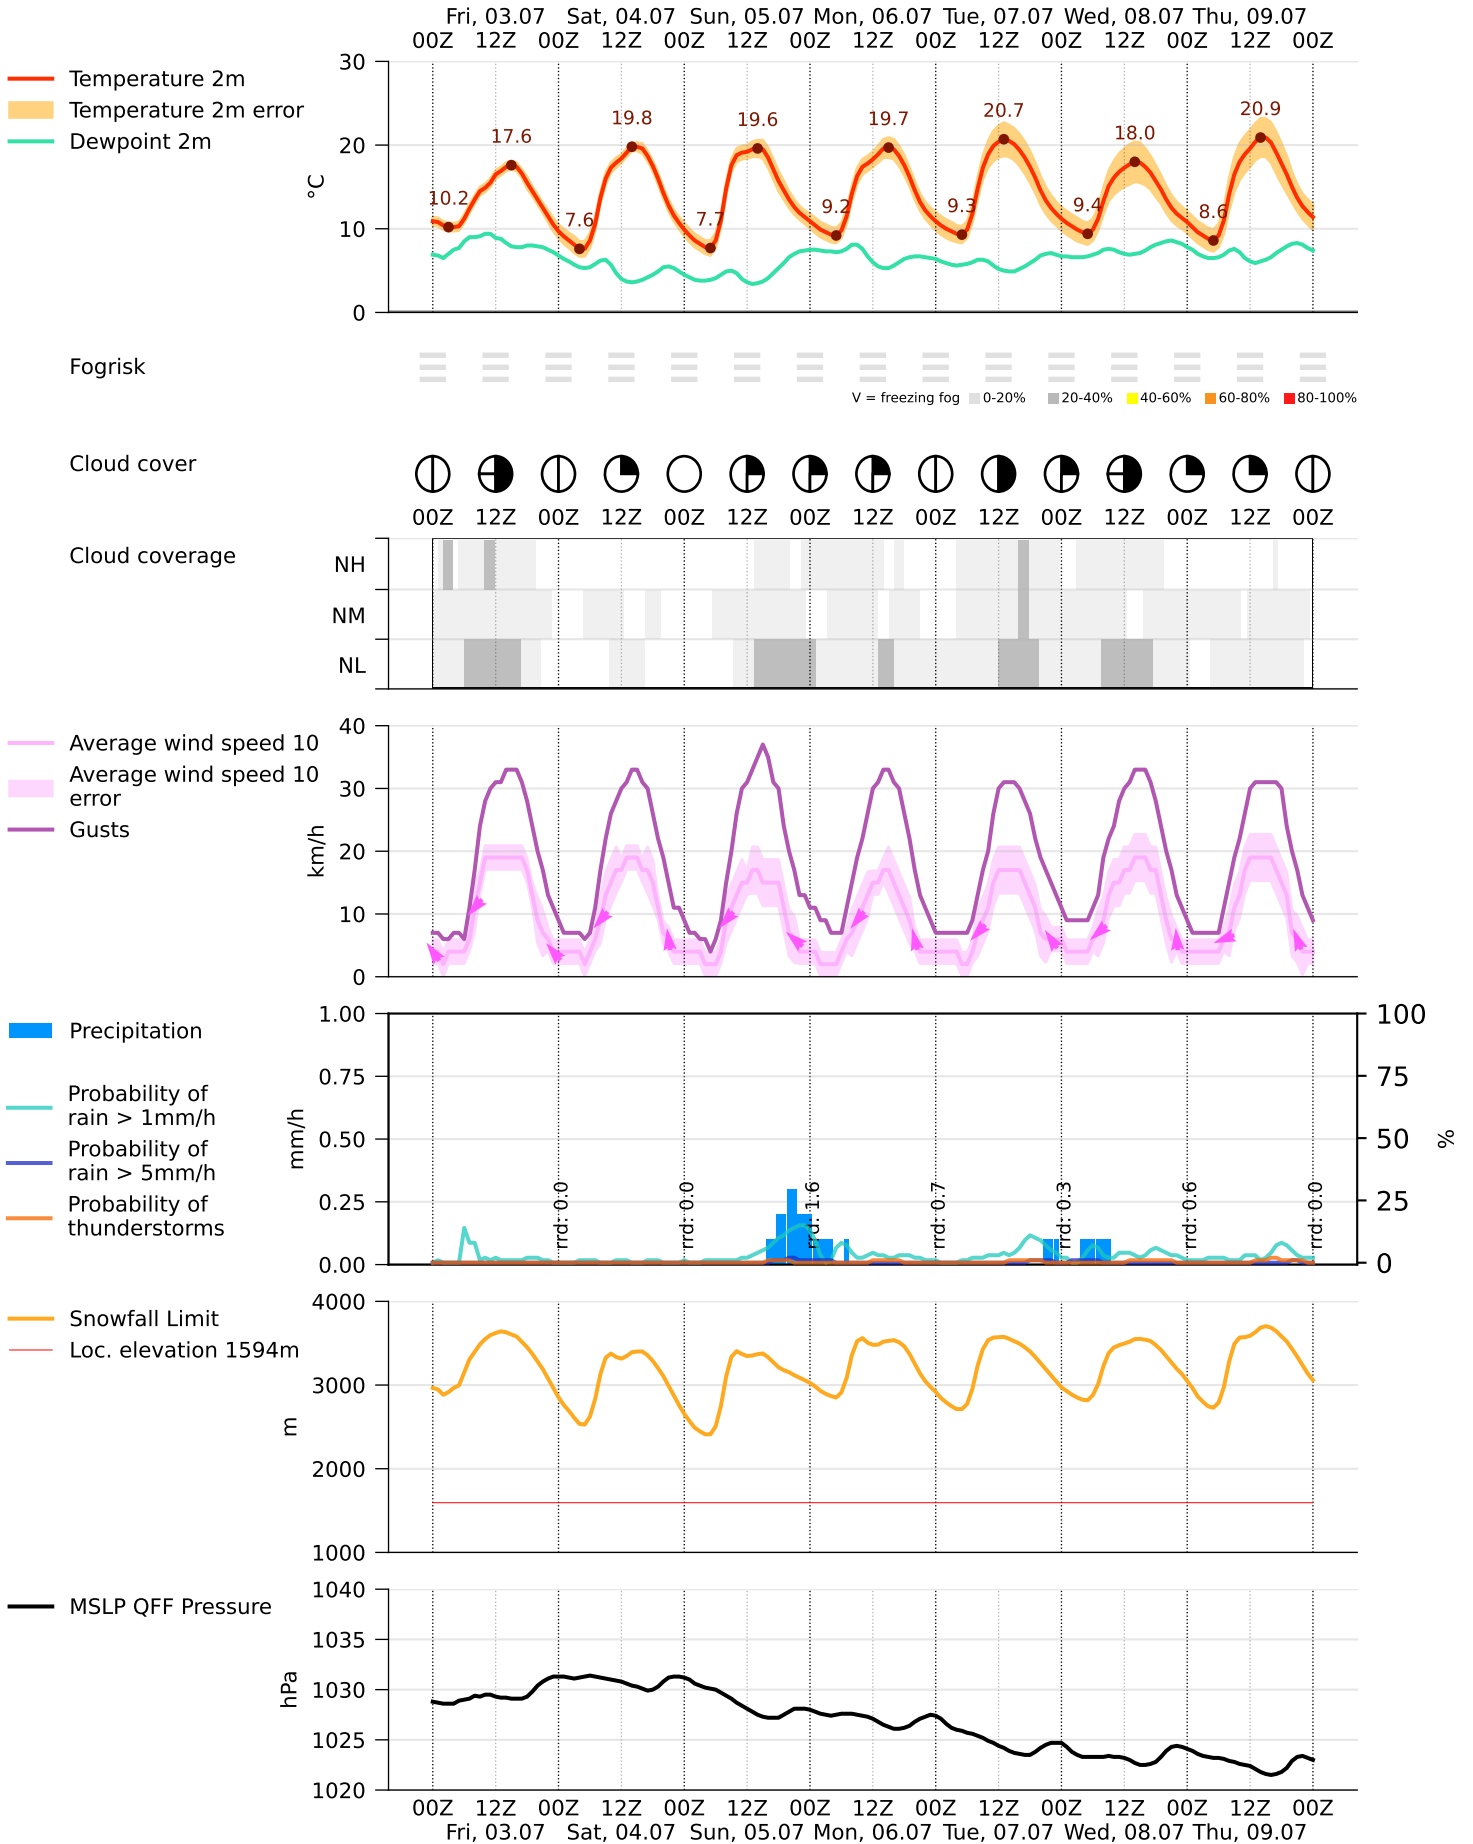 Fri, 03.07 Sat, 04.07 Sun, 05.07 Mon, 06.07 Tue, 07.07 Wed, 08.07 Thu, 09.07
00Z 12Z 00Z 12Z 00Z 12Z 00Z 12Z 00Z 12Z 00Z 12Z 00Z 12Z 00Z
Temperature 2m
Temperature 2m error
Dewpoint 2m
°C
30
20
10
0
10.2 17.6 7.6 19.8 7.7 19.6 9.2 19.7 9.3 20.7 9.4 18.0 8.6 20.9
Fogrisk
V = freezing fog 0-20% 20-40% 40-60% 60-80% 80-100%
Cloud cover
00Z 12Z 00Z 12Z 00Z 12Z 00Z 12Z 00Z 12Z 00Z 12Z 00Z 12Z 00Z
Cloud coverage
NH
NM
NL
Average wind speed 10
Average wind speed 10
error
Gusts
km/h
40
30
20
10
0
Precipitation
Probability of
rain > 1mm/h
Probability of
rain > 5mm/h
Probability of
thunderstorms
mm/h
1.00
0.75
0.50
0.25
0.00
rrd: 0.0 rrd: 0.0 rrd: 1.6 rrd: 0.7 rrd: 0.3 rrd: 0.6 rrd: 0.0
100
75
50
25
0
%
Snowfall Limit
Loc. elevation 1594m
m
4000
3000
2000
1000
MSLP QFF Pressure
hPa
1040
1035
1030
1025
1020
00Z 12Z 00Z 12Z 00Z 12Z 00Z 12Z 00Z 12Z 00Z 12Z 00Z 12Z 00Z
Fri, 03.07 Sat, 04.07 Sun, 05.07 Mon, 06.07 Tue, 07.07 Wed, 08.07 Thu, 09.07